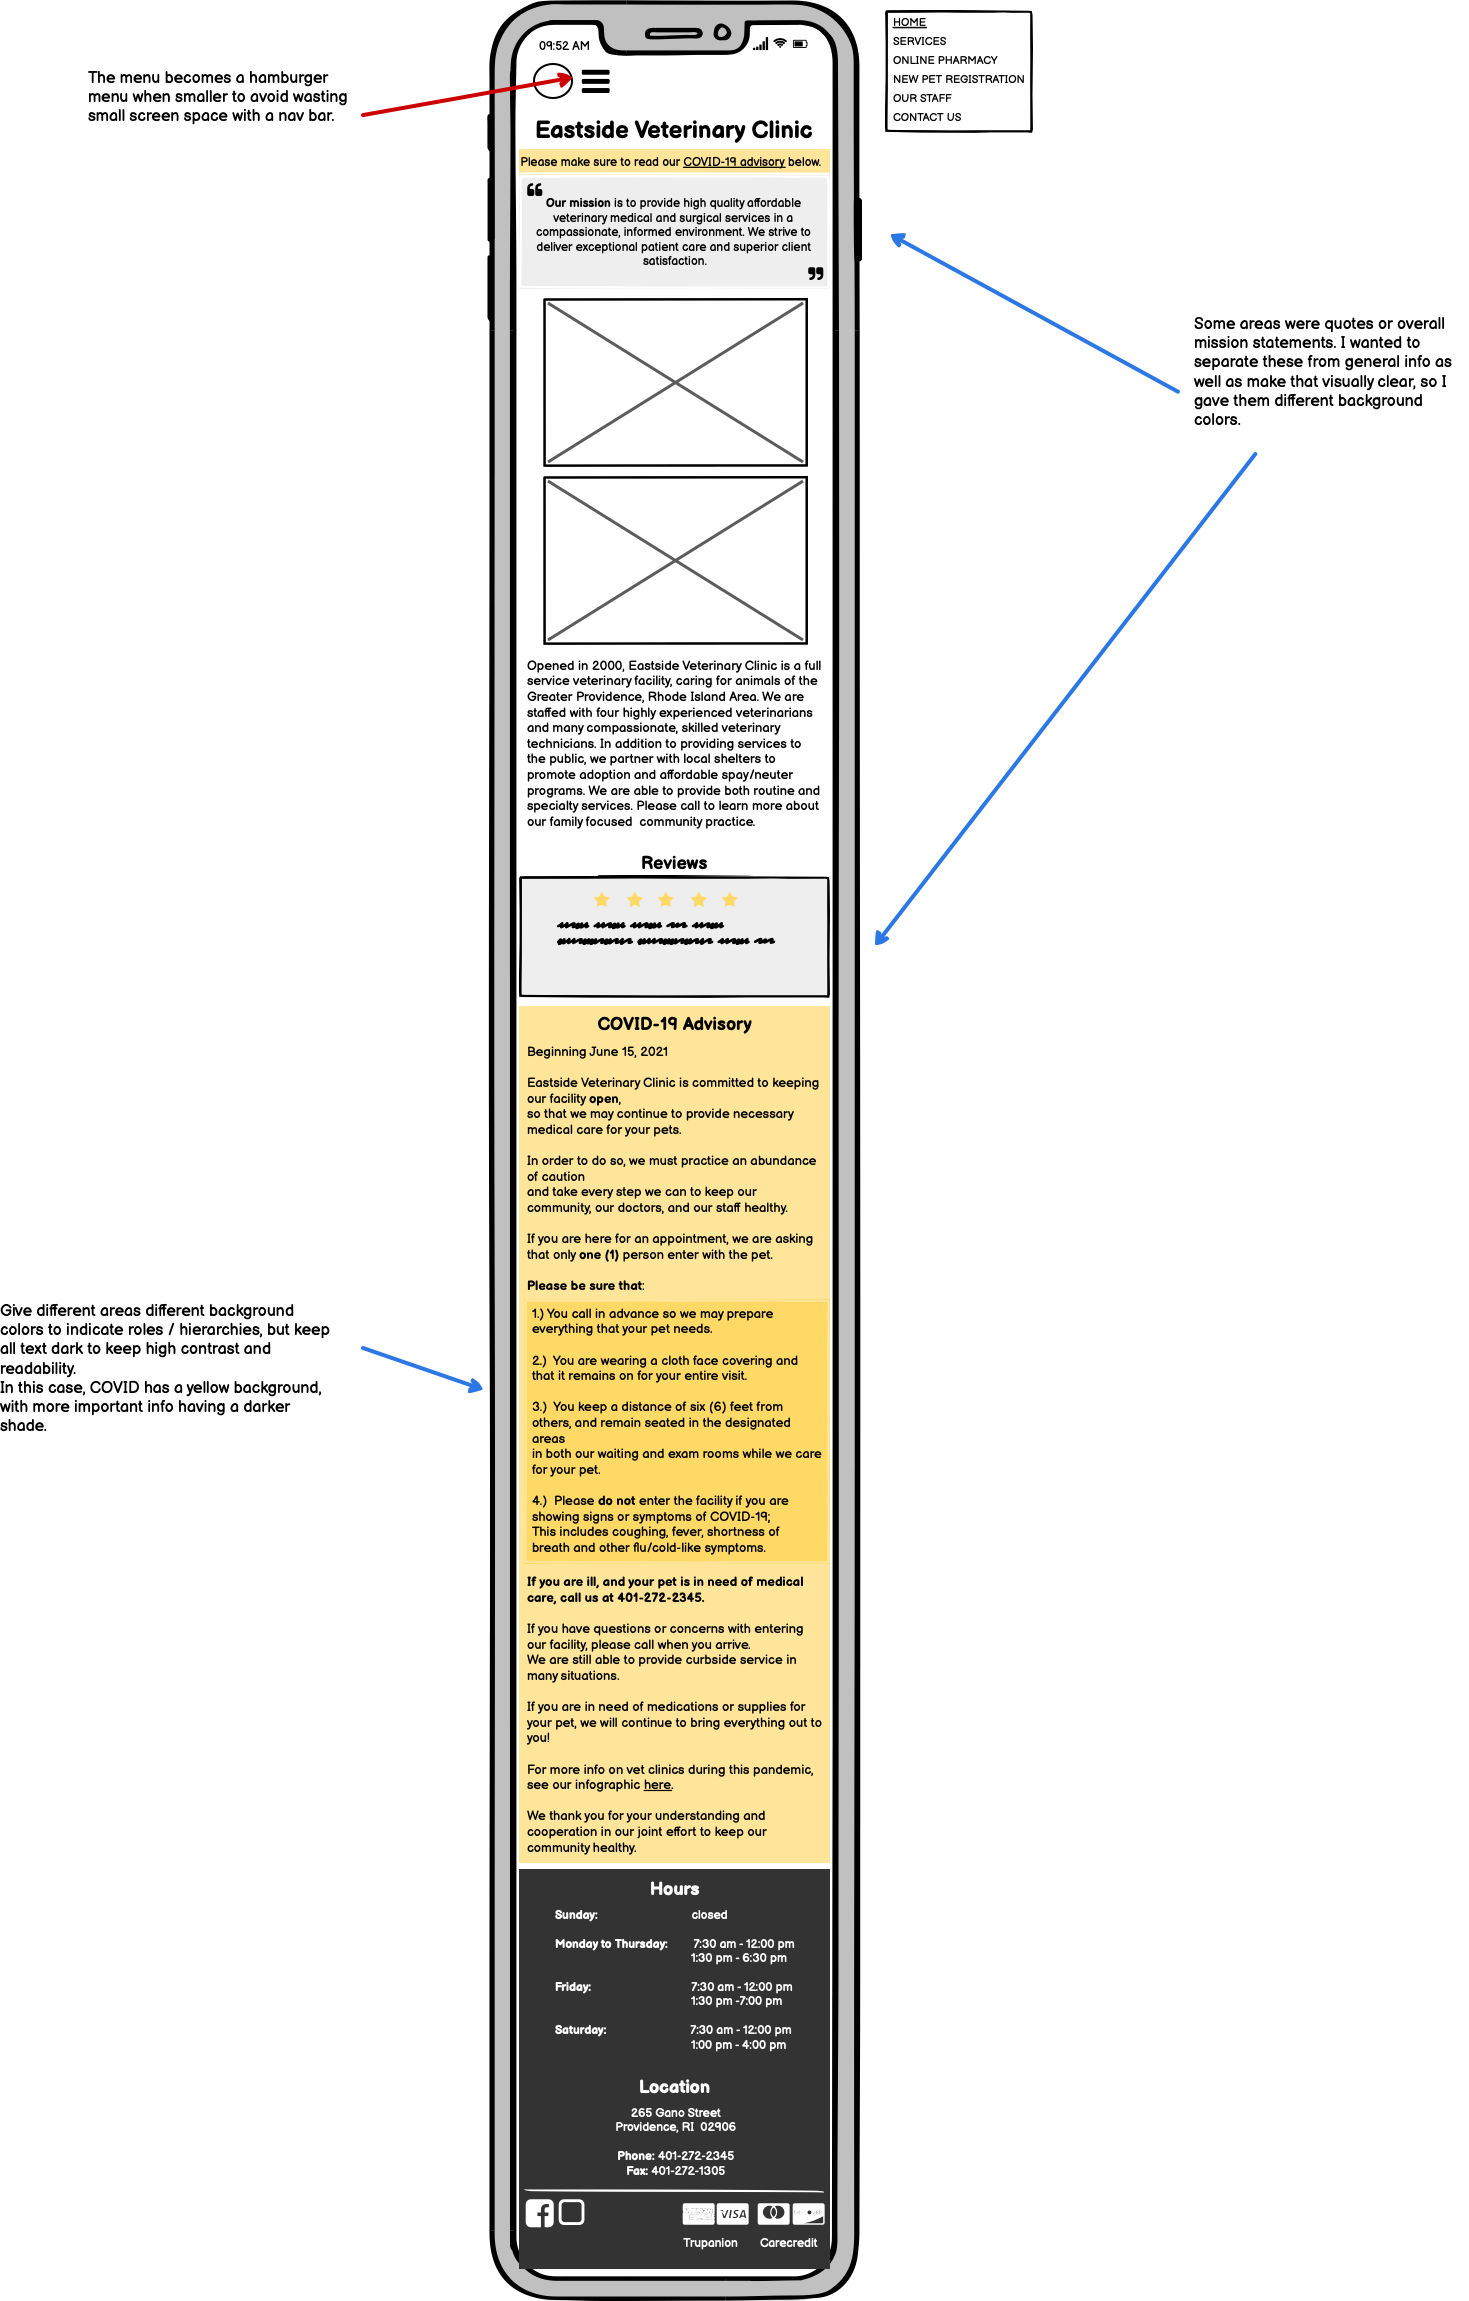 09:52 AM
HOME
SERVICES
ONLINE PHARMACY
NEW PET REGISTRATION
OUR STAFF
CONTACT US
The menu becomes a hamburger
menu when smaller to avoid wasting
small screen space with a nav bar.
Eastside Veterinary Clinic
Please make sure to read our COVID-19 advisory below.
❝
Our mission is to provide high quality affordable
veterinary medical and surgical services in a
compassionate, informed environment. We strive to
deliver exceptional patient care and superior client
satisfaction.
❞
Some areas were quotes or overall
mission statements. I wanted to
separate these from general info as
well as make that visually clear, so I
gave them different background
colors.
Opened in 2000, Eastside Veterinary Clinic is a full
service veterinary facility, caring for animals of the
Greater Providence, Rhode Island Area. We are
staffed with four highly experienced veterinarians
and many compassionate, skilled veterinary
technicians. In addition to providing services to
the public, we partner with local shelters to
promote adoption and affordable spay/neuter
programs. We are able to provide both routine and
specialty services. Please call to learn more about
our family focused  community practice.
Reviews
COVID-19 Advisory
Beginning June 15, 2021
Eastside Veterinary Clinic is committed to keeping
our facility open,
so that we may continue to provide necessary
medical care for your pets.
In order to do so, we must practice an abundance
of caution
and take every step we can to keep our
community, our doctors, and our staff healthy.
If you are here for an appointment, we are asking
that only one (1) person enter with the pet.
Please be sure that:
1.) You call in advance so we may prepare
everything that your pet needs.
2.)  You are wearing a cloth face covering and
that it remains on for your entire visit.
3.)  You keep a distance of six (6) feet from
others, and remain seated in the designated
areas
in both our waiting and exam rooms while we care
for your pet.
4.)  Please do not enter the facility if you are
showing signs or symptoms of COVID-19;
This includes coughing, fever, shortness of
breath and other flu/cold-like symptoms.
Give different areas different background
colors to indicate roles / hierarchies, but keep
all text dark to keep high contrast and
readability.
In this case, COVID has a yellow background,
with more important info having a darker
shade.
If you are ill, and your pet is in need of medical
care, call us at 401-272-2345.
If you have questions or concerns with entering
our facility, please call when you arrive.
We are still able to provide curbside service in
many situations.
If you are in need of medications or supplies for
your pet, we will continue to bring everything out to
you!
For more info on vet clinics during this pandemic,
see our infographic here.
We thank you for your understanding and
cooperation in our joint effort to keep our
community healthy.
Hours
Sunday: closed
Monday to Thursday: 7:30 am - 12:00 pm
1:30 pm - 6:30 pm
Friday: 7:30 am - 12:00 pm
1:30 pm -7:00 pm
Saturday: 7:30 am - 12:00 pm
1:00 pm - 4:00 pm
Location
265 Gano Street
Providence, RI  02906
Phone: 401-272-2345
Fax: 401-272-1305
VISA
Trupanion Carecredit